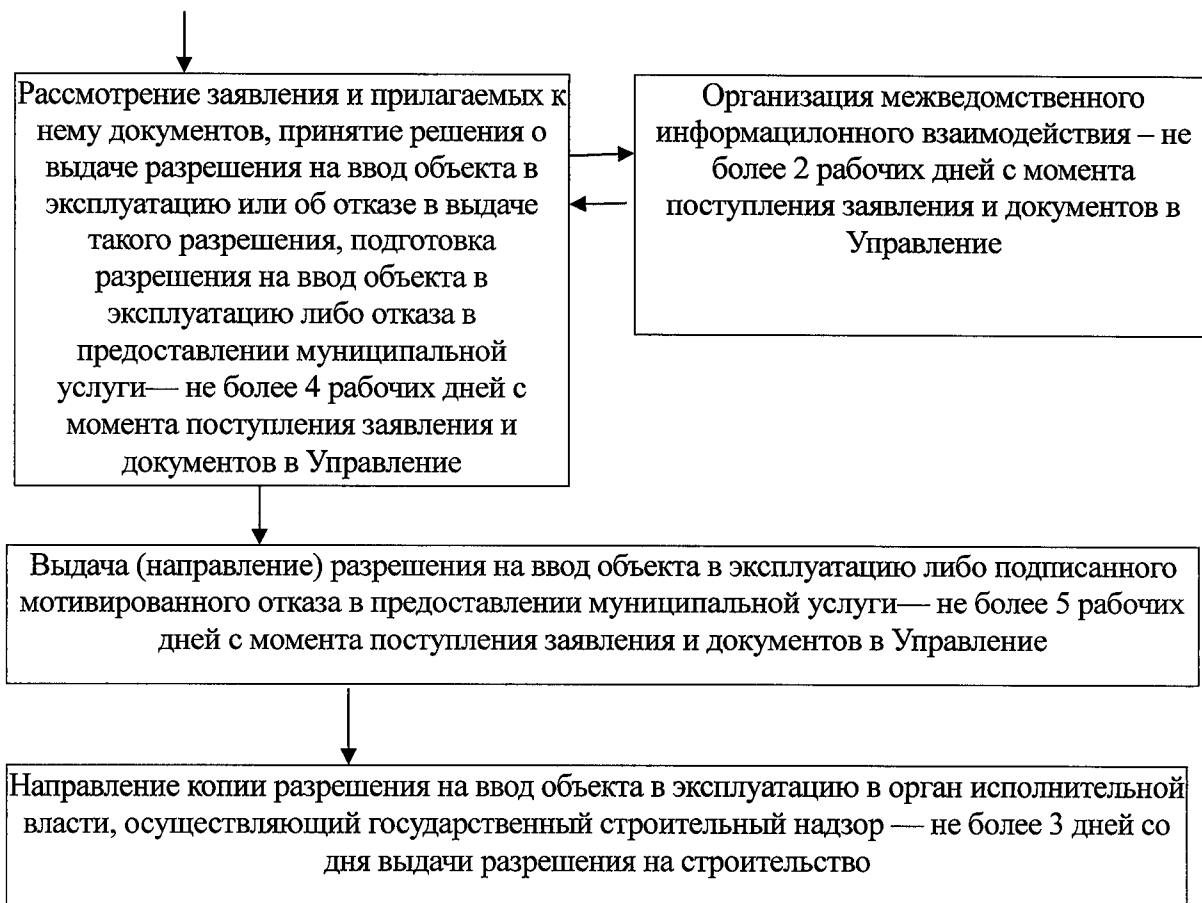 Рассмотрение заявления и прилагаемых к
нему документов, принятие решения о
выдаче разрешения на ввод объекта в
эксплуатацию или об отказе в выдаче
такого разрешения, подготовка
разрешения на ввод объекта в
эксплуатацию либо отказа в
предоставлении муниципальной
услуги— не более 4 рабочих дней с
момента поступления заявления и
документов в Управление
Организация межведомственного
информацилонного взаимодействия – не
более 2 рабочих дней с момента
поступления заявления и документов в
Управление
Выдача (направление) разрешения на ввод объекта в эксплуатацию либо подписанного
мотивированного отказа в предоставлении муниципальной услуги— не более 5 рабочих
дней с момента поступления заявления и документов в Управление
Направление копии разрешения на ввод объекта в эксплуатацию в орган исполнительной
власти, осуществляющий государственный строительный надзор — не более 3 дней со
дня выдачи разрешения на строительство